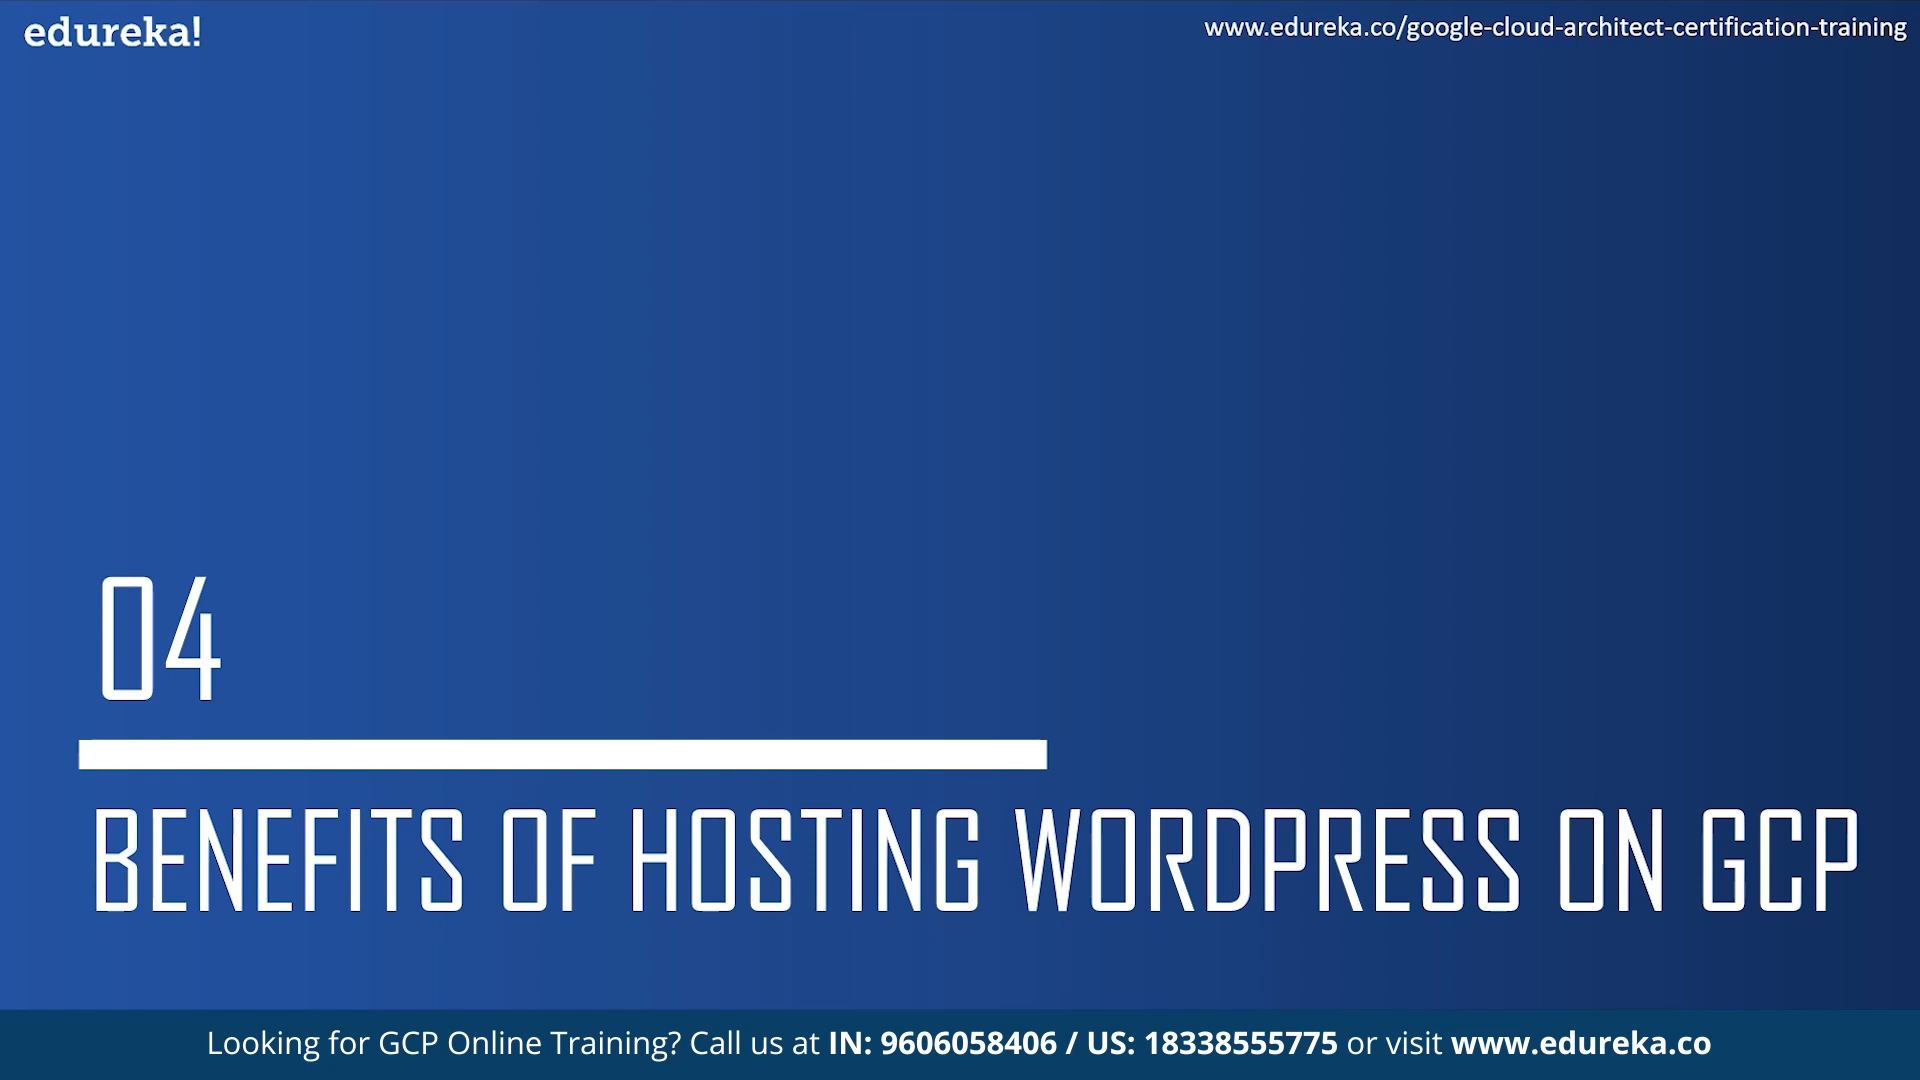 edureka!
www.edureka.co/google-cloud-architect-certification-training
04
BENEFITS OF HOSTING WORDPRESS ON GCP
Looking for GCP Online Training? Call us at IN: 9606058406 / US: 18338555775 or visit www.edureka.co